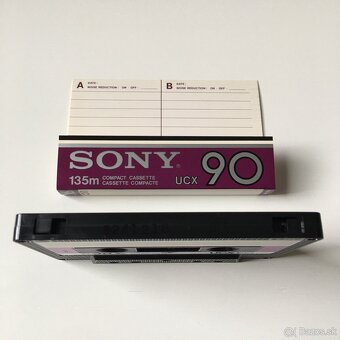 A DATE:
NOISE REDUCTION: ON OFF
B DATE:
NOISE REDUCTION: ON OFF
SONY
135m COMPACT CASSETTE
CASSETTE COMPACTE
UCX 90
Bazos.sk